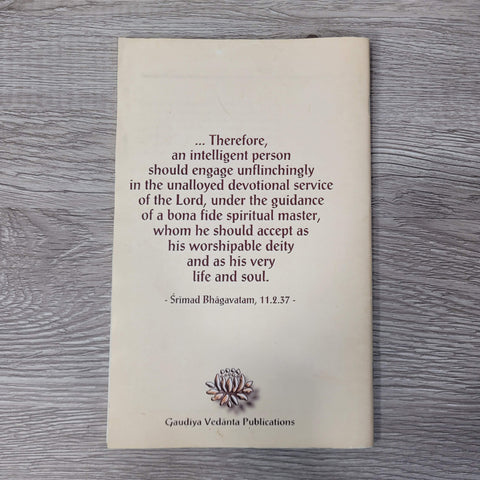 ... Therefore,
an intelligent person
should engage unflinchingly
in the unalloyed devotional service
of the Lord, under the guidance
of a bona fide spiritual master,
whom he should accept as
his worshipable deity
and as his very
life and soul.
- Śrīmad Bhāgavatam, 11.2.37 -
Gaudiya Vedānta Publications